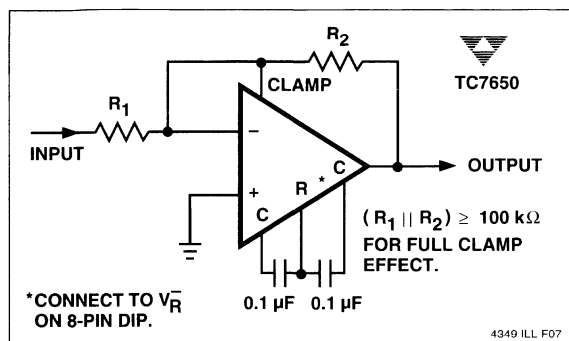 R2
CLAMP
TC7650
R1
INPUT
−
OUTPUT
+
C
R
*
C
(R1 || R2) ≥ 100 kΩ
FOR FULL CLAMP
EFFECT.
0.1 µF
0.1 µF
*CONNECT TO V̅R
ON 8-PIN DIP.
4349 ILL F07